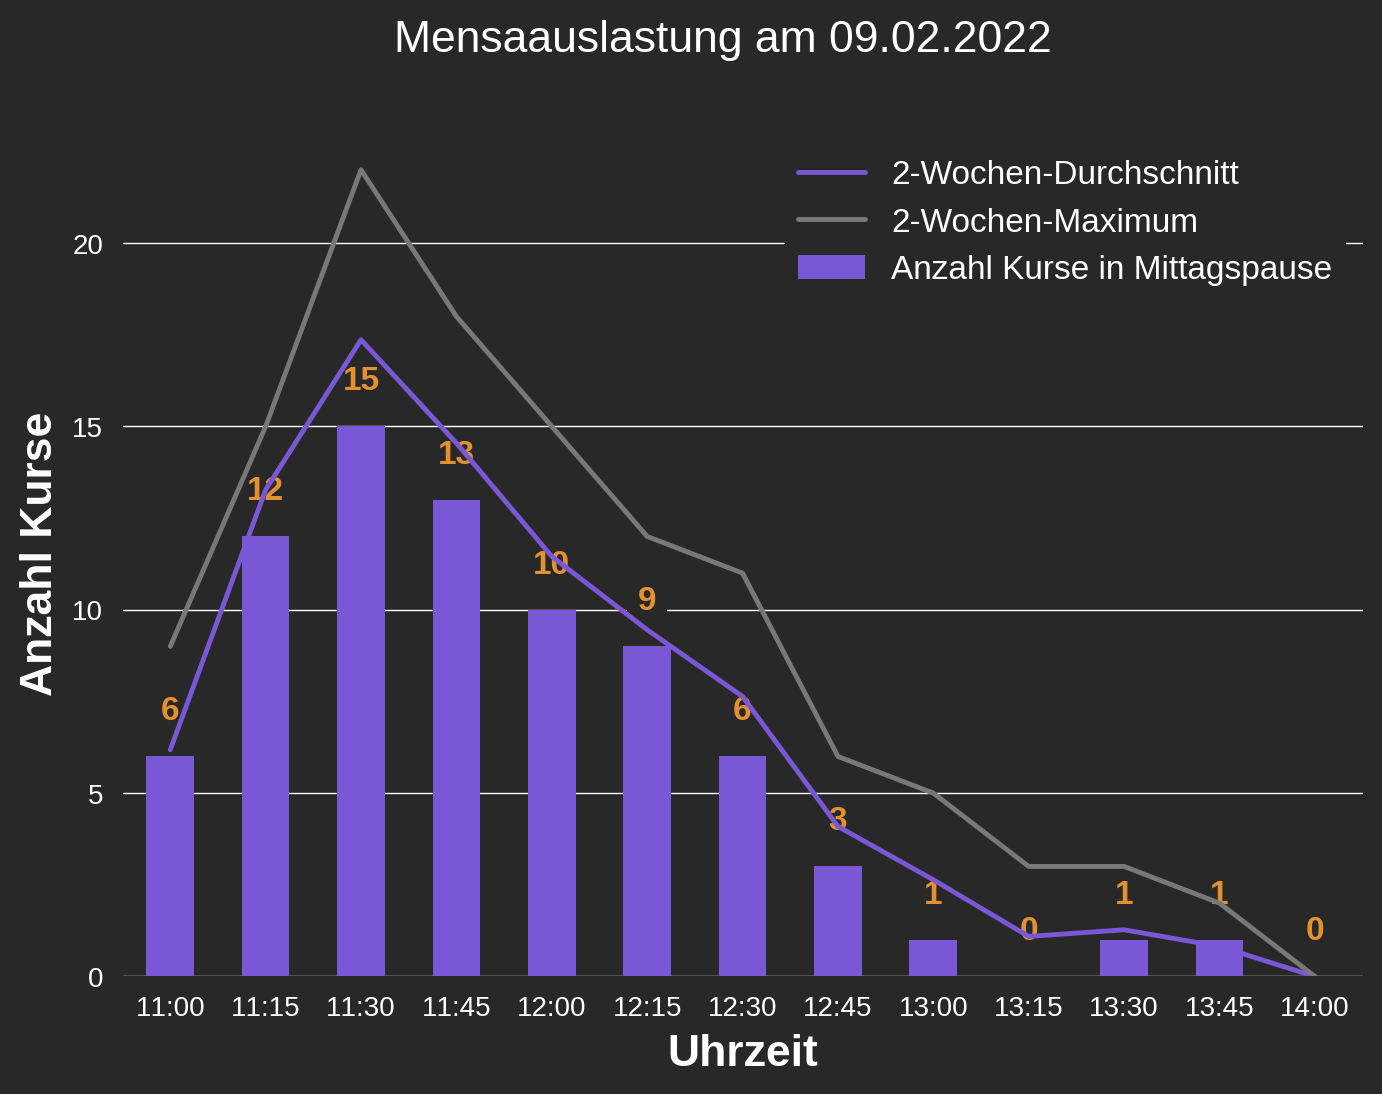 Mensaauslastung am 09.02.2022
2-Wochen-Durchschnitt
2-Wochen-Maximum
Anzahl Kurse in Mittagspause
Anzahl Kurse
20
15
10
5
0
6
12
15
13
10
9
6
3
1
0
1
1
0
11:00 11:15 11:30 11:45 12:00 12:15 12:30 12:45 13:00 13:15 13:30 13:45 14:00
Uhrzeit